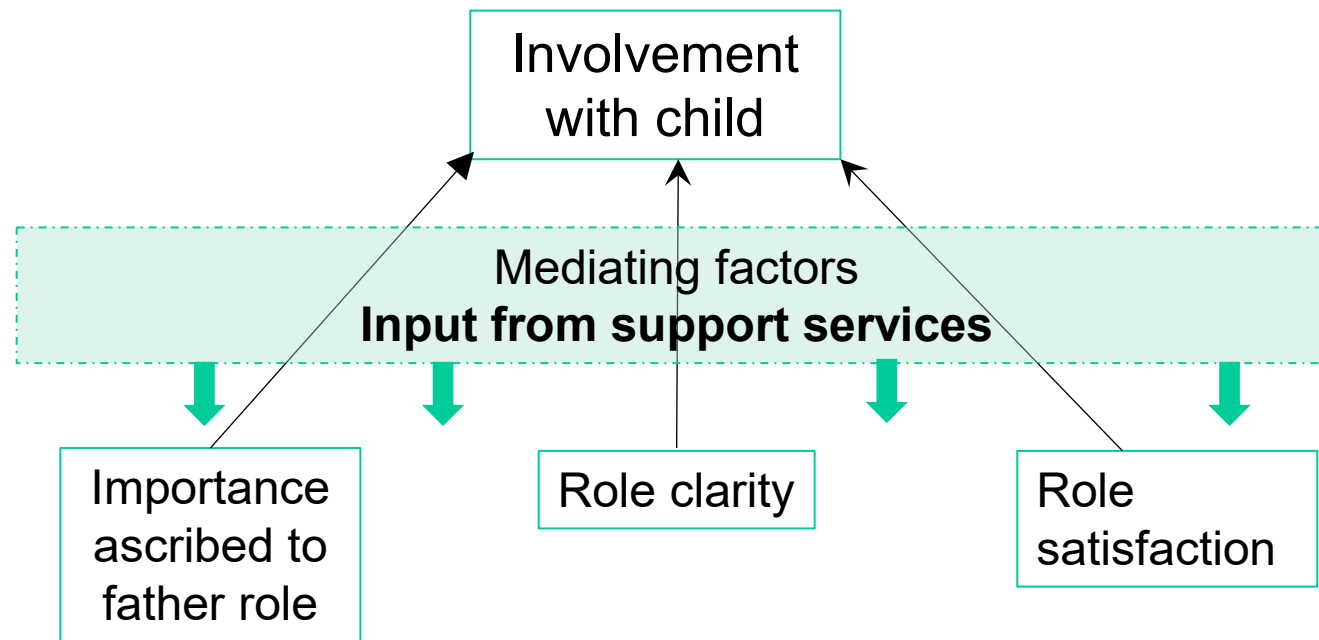 Involvement
with child
Mediating factors
Input from support services
Importance
ascribed to
father role
Role clarity
Role
satisfaction